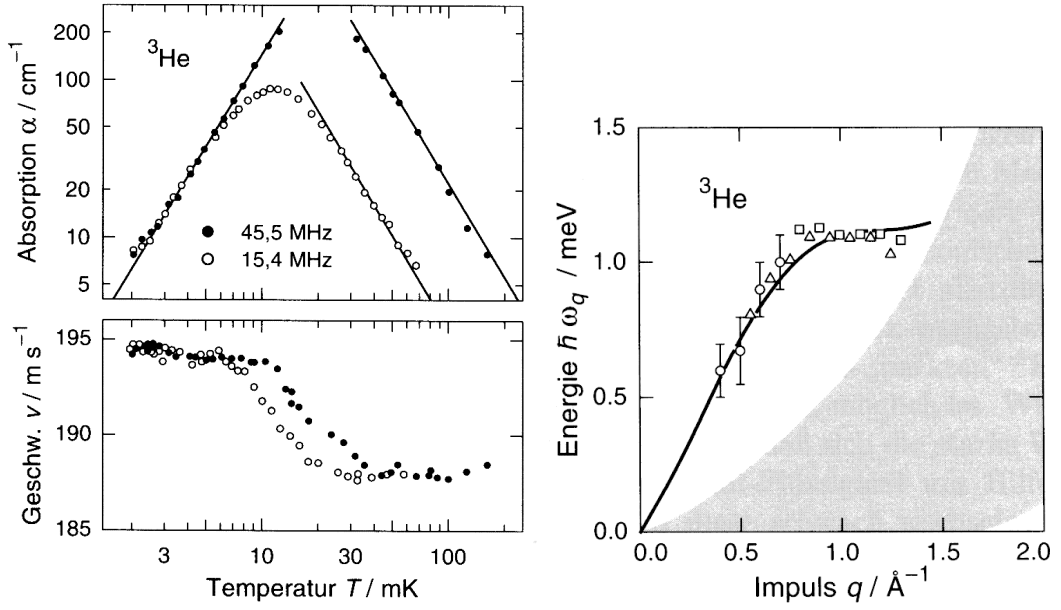 Absorption α / cm⁻¹
200
100
50
20
10
5
³He
45,5 MHz
15,4 MHz
Geschw. v / m s⁻¹
195
190
185
3
10
30
100
Temperatur T / mK
Energie ħ ω_q / meV
1.5
1.0
0.5
0.0
³He
0.0
0.5
1.0
1.5
2.0
Impuls q / Å⁻¹